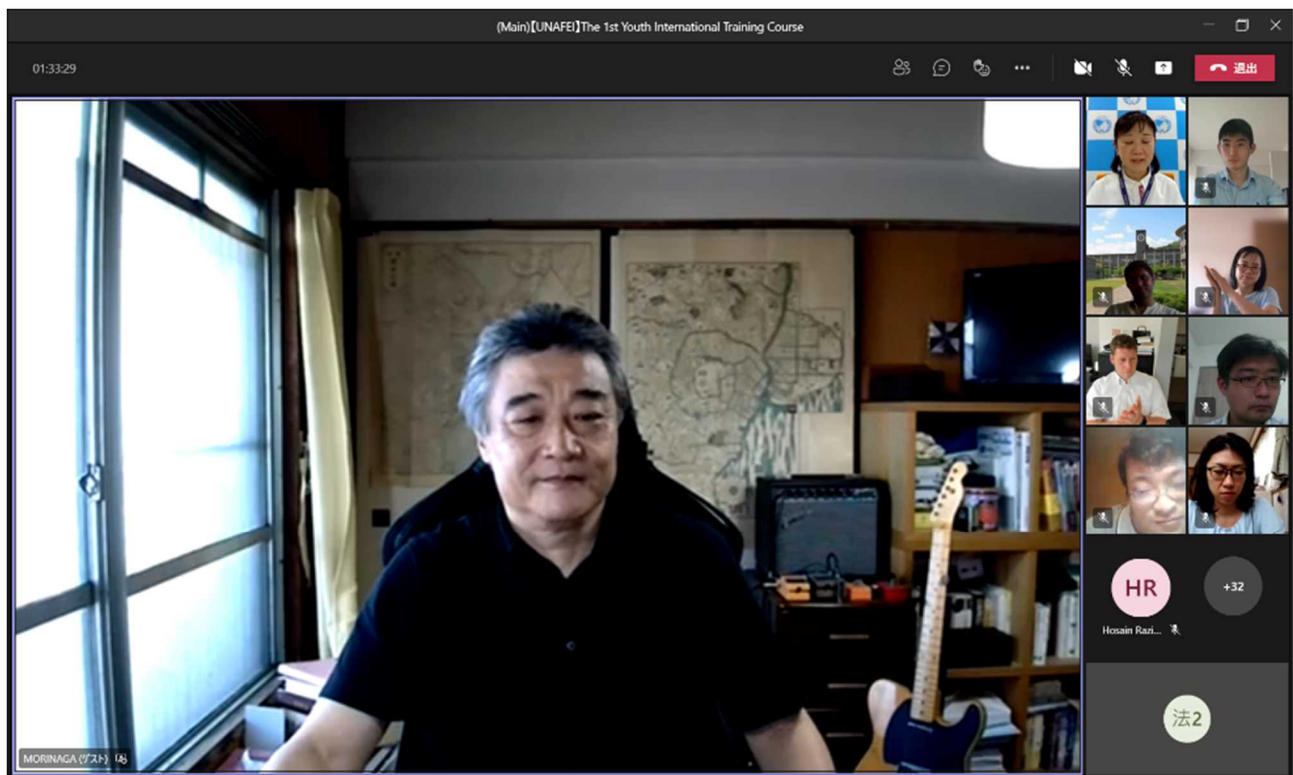 (Main)【UNAFEI】The 1st Youth International Training Course
01:33:29
退出
MORINAGA (ゲスト)
HR
+32
Hosain Razi...
法2